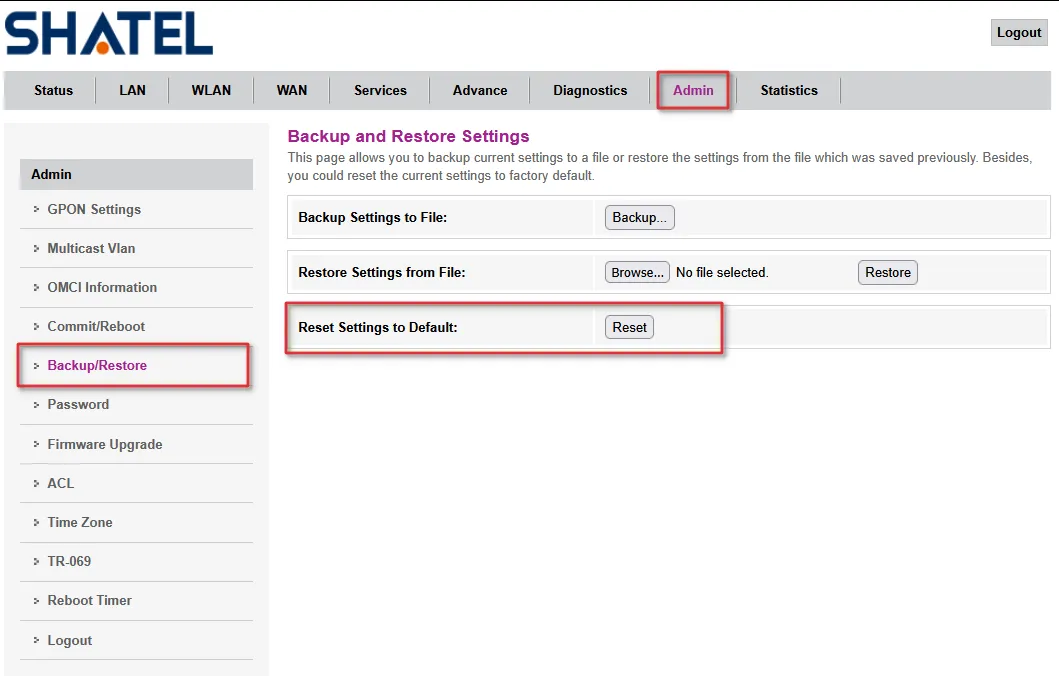 SHATEL
Logout
Status LAN WLAN WAN Services Advance Diagnostics Admin Statistics
Admin
GPON Settings
Multicast Vlan
OMCI Information
Commit/Reboot
Backup/Restore
Password
Firmware Upgrade
ACL
Time Zone
TR-069
Reboot Timer
Logout
Backup and Restore Settings
This page allows you to backup current settings to a file or restore the settings from the file which was saved previously. Besides,
you could reset the current settings to factory default.
Backup Settings to File: Backup...
Restore Settings from File: Browse... No file selected. Restore
Reset Settings to Default: Reset